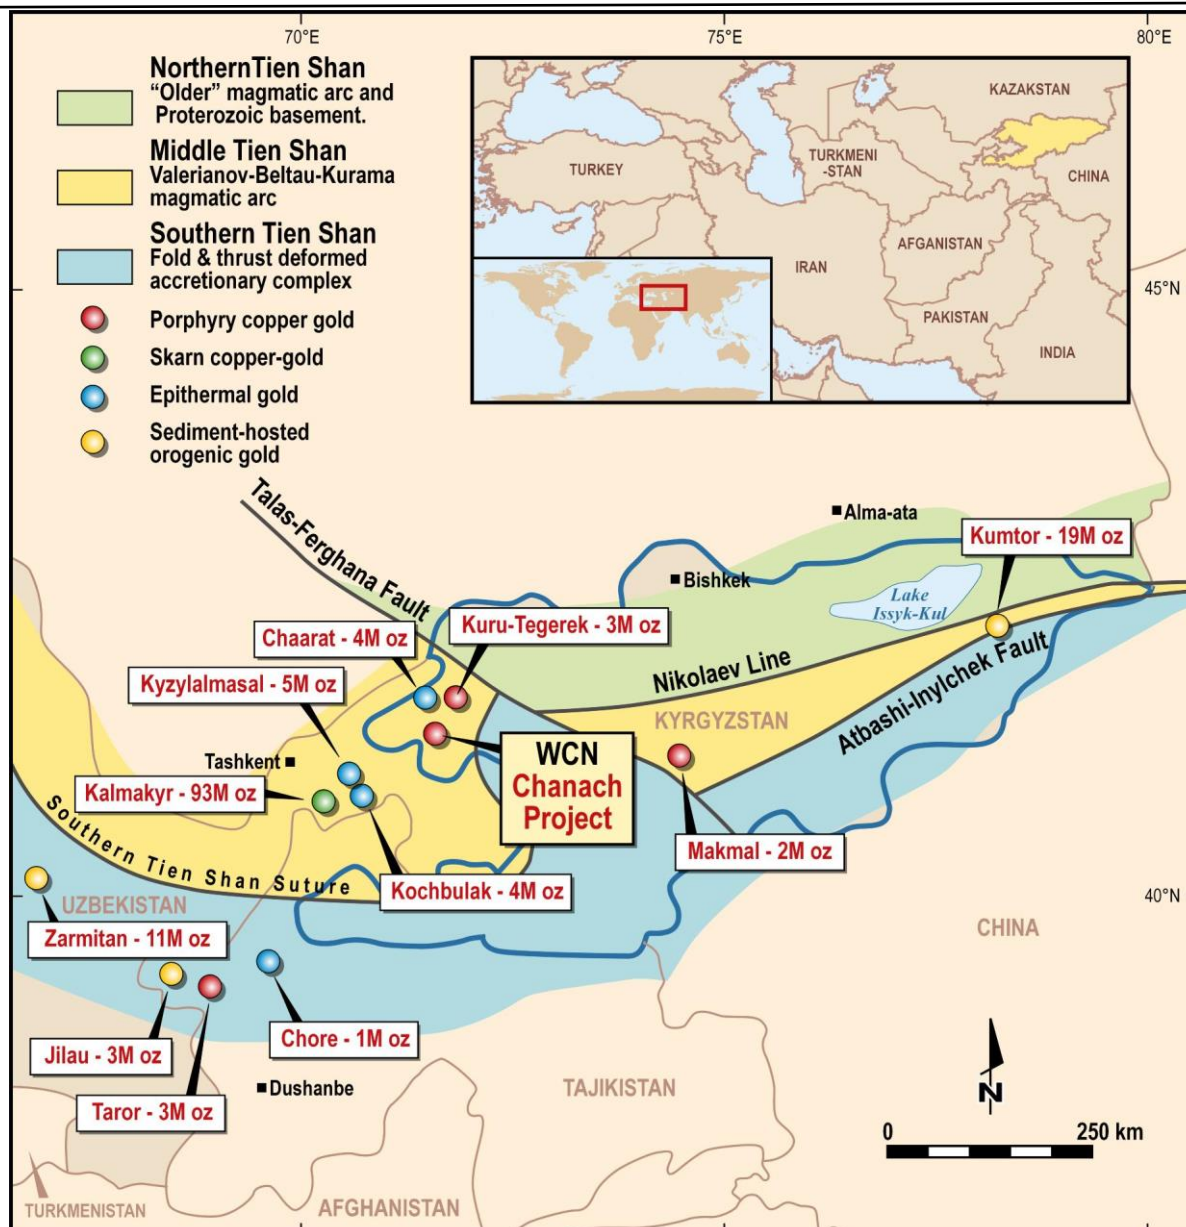 70°E
75°E
80°E
NorthernTien Shan
“Older” magmatic arc and
Proterozoic basement.
Middle Tien Shan
Valerianov-Beltau-Kurama
magmatic arc
Southern Tien Shan
Fold & thrust deformed
accretionary complex
Porphyry copper gold
Skarn copper-gold
Epithermal gold
Sediment-hosted
orogenic gold
KAZAKSTAN
TURKEY
TURKMENI
-STAN
CHINA
AFGANISTAN
IRAN
PAKISTAN
INDIA
45°N
Talas-Ferghana Fault
Alma-ata
Kumtor - 19M oz
Bishkek
Lake
Issyk-Kul
Chaarat - 4M oz
Kuru-Tegerek - 3M oz
Nikolaev Line
Kyzylalmasal - 5M oz
KYRGYZSTAN
Atbashi-Inylchek Fault
WCN
Chanach
Project
Tashkent
Kalmakyr - 93M oz
Makmal - 2M oz
Southern Tien Shan Suture
Kochbulak - 4M oz
40°N
UZBEKISTAN
CHINA
Zarmitan - 11M oz
Chore - 1M oz
Jilau - 3M oz
Dushanbe
TAJIKISTAN
Taror - 3M oz
N
0
250 km
TURKMENISTAN
AFGHANISTAN